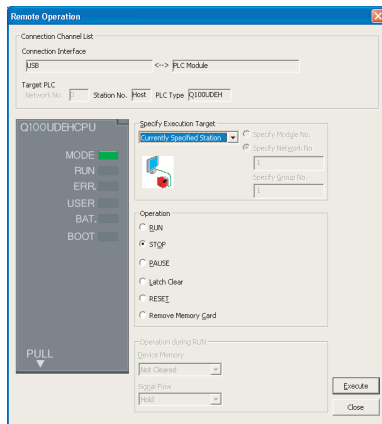 Remote Operation
Connection Channel List
Connection Interface
USB <--> PLC Module
Target PLC
Network No. 0 Station No. Host PLC Type Q100UDEH
Q100UDEHCPU
MODE
RUN
ERR.
USER
BAT.
BOOT
PULL
Specify Execution Target
Currently Specified Station
Specify Module No.
Specify Network No
1
Specify Group No.
1
Operation
RUN
STOP
PAUSE
Latch Clear
RESET
Remove Memory Card
Operation during RUN
Device Memory
Not Cleared
Signal Flow
Hold
Execute
Close